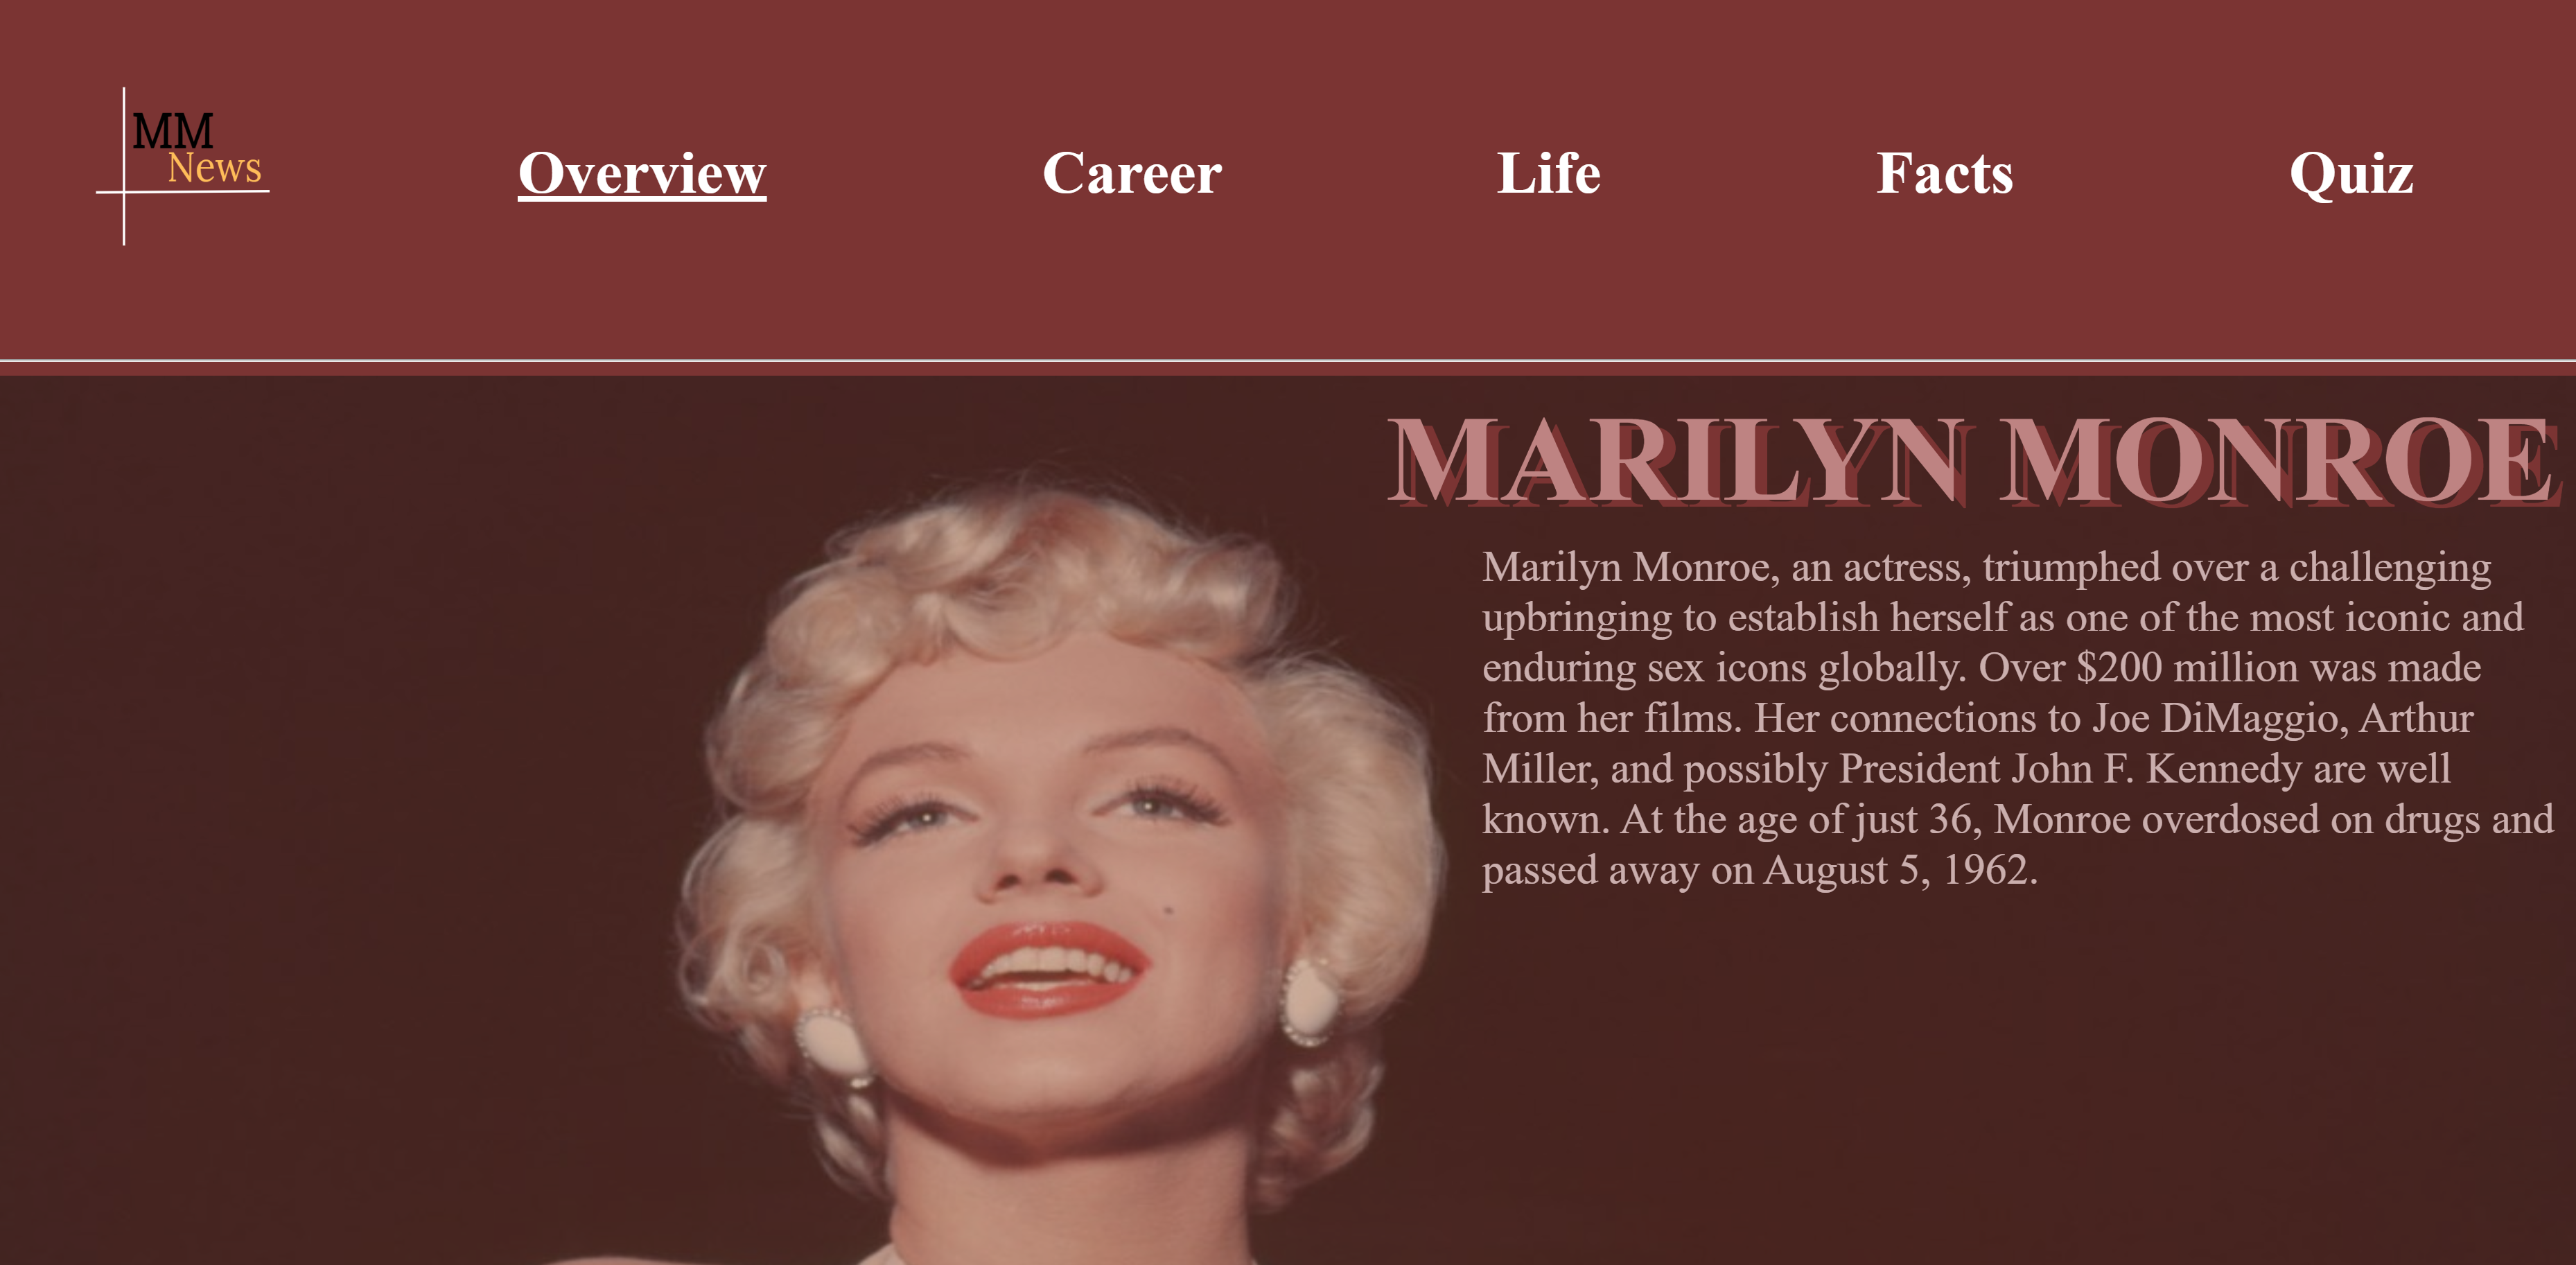 MM
News
Overview
Career
Life
Facts
Quiz
MARILYN MONROE
Marilyn Monroe, an actress, triumphed over a challenging
upbringing to establish herself as one of the most iconic and
enduring sex icons globally. Over $200 million was made
from her films. Her connections to Joe DiMaggio, Arthur
Miller, and possibly President John F. Kennedy are well
known. At the age of just 36, Monroe overdosed on drugs and
passed away on August 5, 1962.